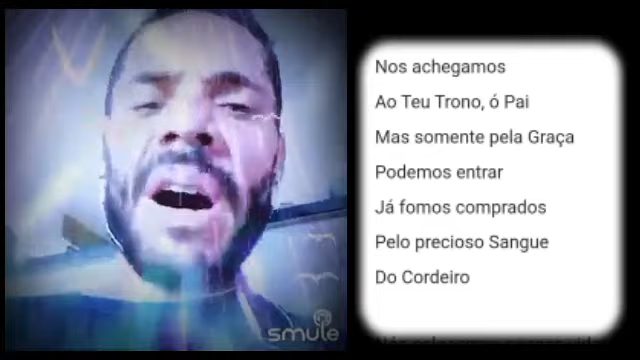 Nos achegamos
Ao Teu Trono, ó Pai
Mas somente pela Graça
Podemos entrar
Já fomos comprados
Pelo precioso Sangue
Do Cordeiro
smule